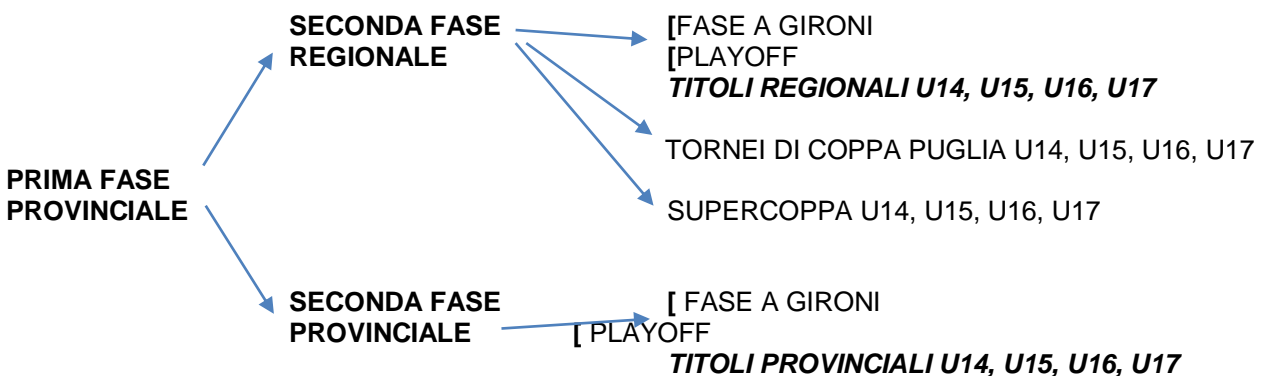 SECONDA FASE
REGIONALE
[FASE A GIRONI
[PLAYOFF
TITOLI REGIONALI U14, U15, U16, U17
TORNEI DI COPPA PUGLIA U14, U15, U16, U17
PRIMA FASE
PROVINCIALE
SUPERCOPPA U14, U15, U16, U17
SECONDA FASE
PROVINCIALE
[ FASE A GIRONI
[ PLAYOFF
TITOLI PROVINCIALI U14, U15, U16, U17